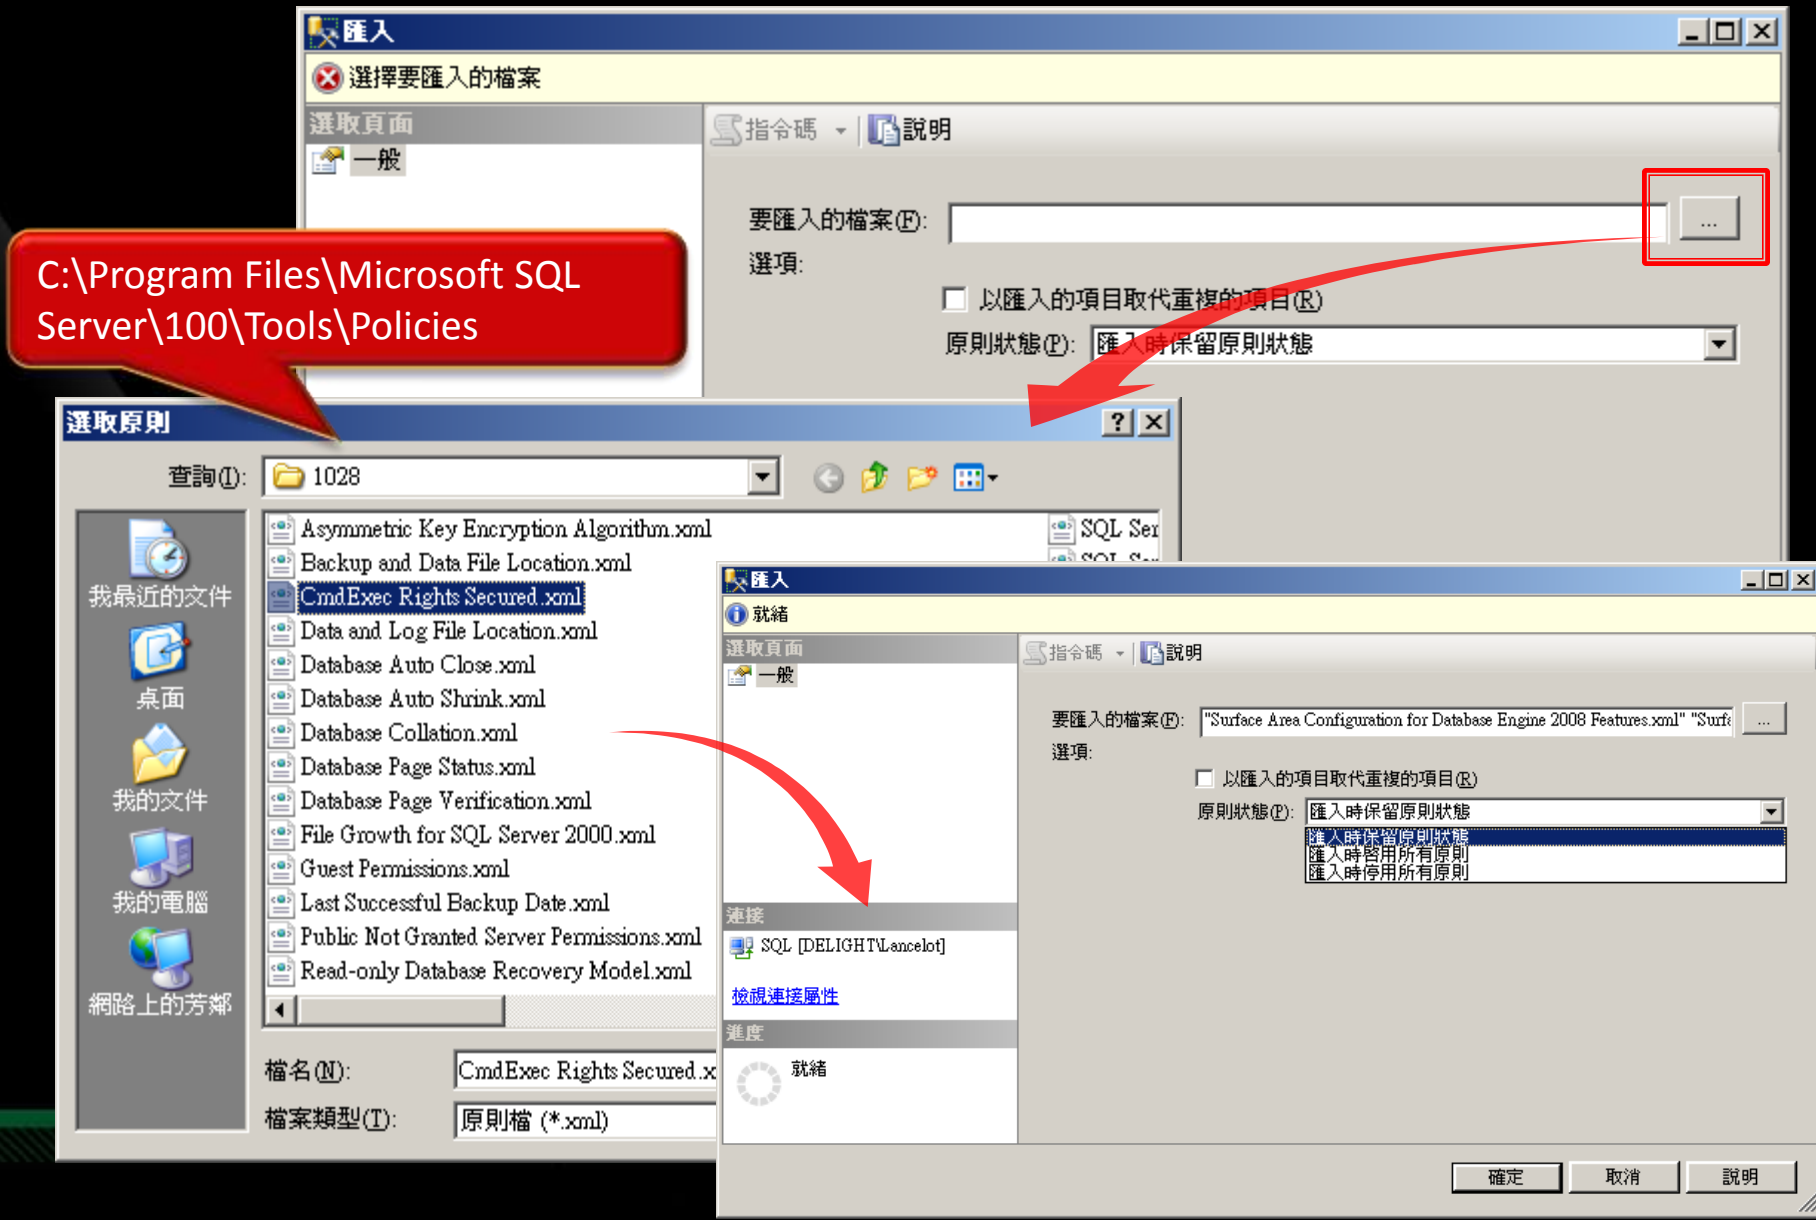 匯入
選擇要匯入的檔案
選取頁面
一般
指令碼
說明
要匯入的檔案(F):
...
選項:
以匯入的項目取代重複的項目(R)
原則狀態(P): 匯入時保留原則狀態
C:\Program Files\Microsoft SQL
Server\100\Tools\Policies
選取原則
查詢(I): 1028
我最近的文件
桌面
我的文件
我的電腦
網路上的芳鄰
Asymmetric Key Encryption Algorithm.xml
Backup and Data File Location.xml
CmdExec Rights Secured.xml
Data and Log File Location.xml
Database Auto Close.xml
Database Auto Shrink.xml
Database Collation.xml
Database Page Status.xml
Database Page Verification.xml
File Growth for SQL Server 2000.xml
Guest Permissions.xml
Last Successful Backup Date.xml
Public Not Granted Server Permissions.xml
Read-only Database Recovery Model.xml
SQL Ser
檔名(N): CmdExec Rights Secured.x
檔案類型(T): 原則檔 (*.xml)
匯入
就緒
選取頁面
一般
指令碼
說明
要匯入的檔案(F): "Surface Area Configuration for Database Engine 2008 Features.xml" "Surfa
...
選項:
以匯入的項目取代重複的項目(R)
原則狀態(P): 匯入時保留原則狀態
匯入時保留原則狀態
匯入時啓用所有原則
匯入時停用所有原則
連接
SQL [DELIGHT\Lancelot]
檢視連接屬性
進度
就緒
確定
取消
說明